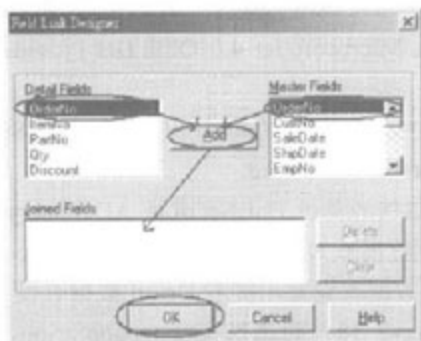 Field Link Designer
Detail Fields
Master Fields
OrderNo
ItemNo
PartNo
Qty
Discount
Add
OrderNo
CustNo
SaleDate
ShipDate
EmpNo
Joined Fields
Delete
Clear
OK
Cancel
Help